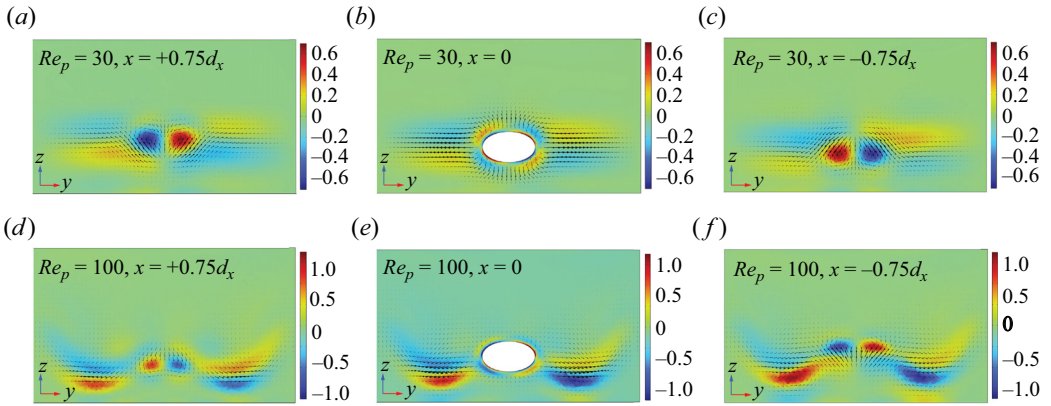 (a)
Re_p = 30, x = +0.75d_x
0.6
0.4
0.2
0
–0.2
–0.4
–0.6
z
y
(b)
Re_p = 30, x = 0
0.6
0.4
0.2
0
–0.2
–0.4
–0.6
z
y
(c)
Re_p = 30, x = –0.75d_x
0.6
0.4
0.2
0
–0.2
–0.4
–0.6
z
y
(d)
Re_p = 100, x = +0.75d_x
1.0
0.5
0
–0.5
–1.0
z
y
(e)
Re_p = 100, x = 0
1.0
0.5
0
–0.5
–1.0
z
y
(f)
Re_p = 100, x = –0.75d_x
1.0
0.5
0
–0.5
–1.0
z
y